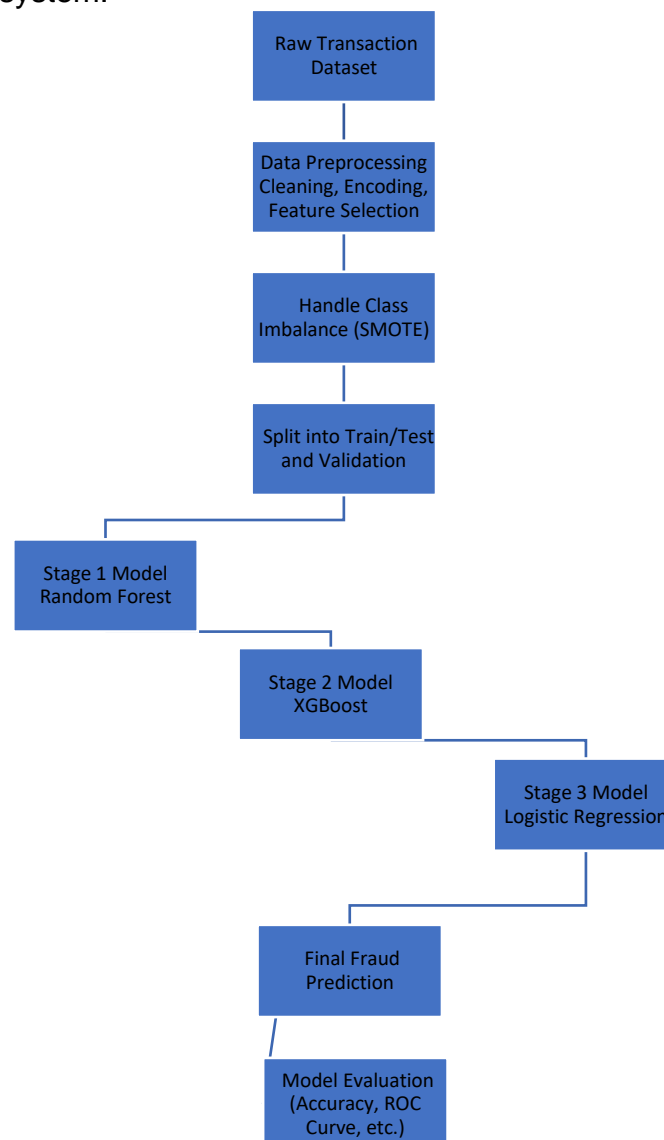 system.
Raw Transaction
Dataset
Data Preprocessing
Cleaning, Encoding,
Feature Selection
Handle Class
Imbalance (SMOTE)
Split into Train/Test
and Validation
Stage 1 Model
Random Forest
Stage 2 Model
XGBoost
Stage 3 Model
Logistic Regression
Final Fraud
Prediction
Model Evaluation
(Accuracy, ROC
Curve, etc.)